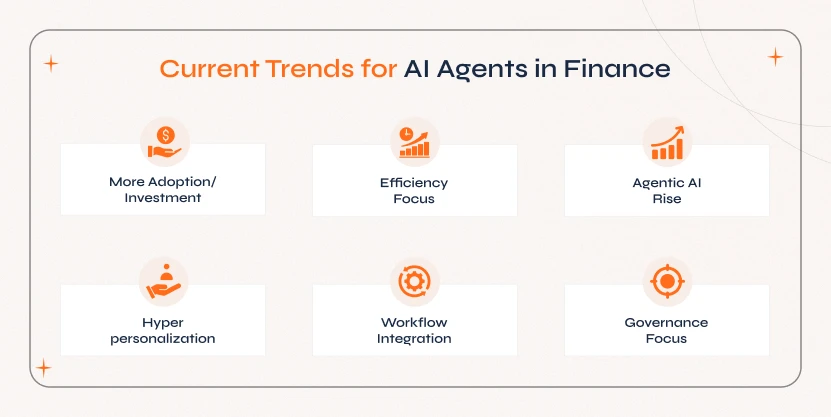 Current Trends for AI Agents in Finance
More Adoption/
Investment
Efficiency
Focus
Agentic AI
Rise
Hyper
personalization
Workflow
Integration
Governance
Focus